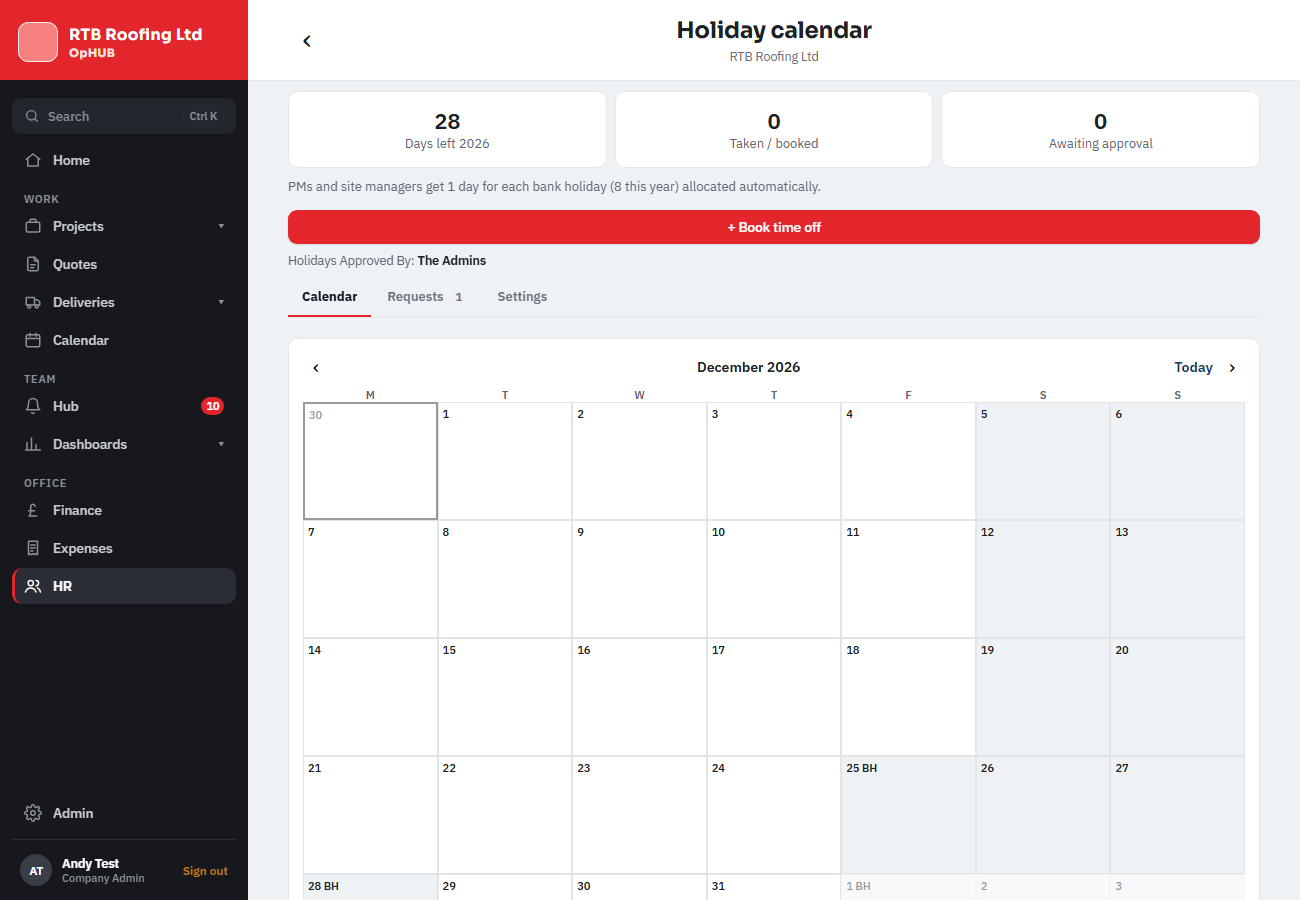 RTB Roofing Ltd
OpHUB
Search
Ctrl K
Home
WORK
Projects
Quotes
Deliveries
Calendar
TEAM
Hub
10
Dashboards
OFFICE
Finance
Expenses
HR
Admin
AT
Andy Test
Company Admin
Sign out
Holiday calendar
RTB Roofing Ltd
28
Days left 2026
0
Taken / booked
0
Awaiting approval
PMs and site managers get 1 day for each bank holiday (8 this year) allocated automatically.
+ Book time off
Holidays Approved By: The Admins
Calendar
Requests 1
Settings
December 2026
Today
M T W T F S S
30 1 2 3 4 5 6
7 8 9 10 11 12 13
14 15 16 17 18 19 20
21 22 23 24 25 BH 26 27
28 BH 29 30 31 1 BH 2 3